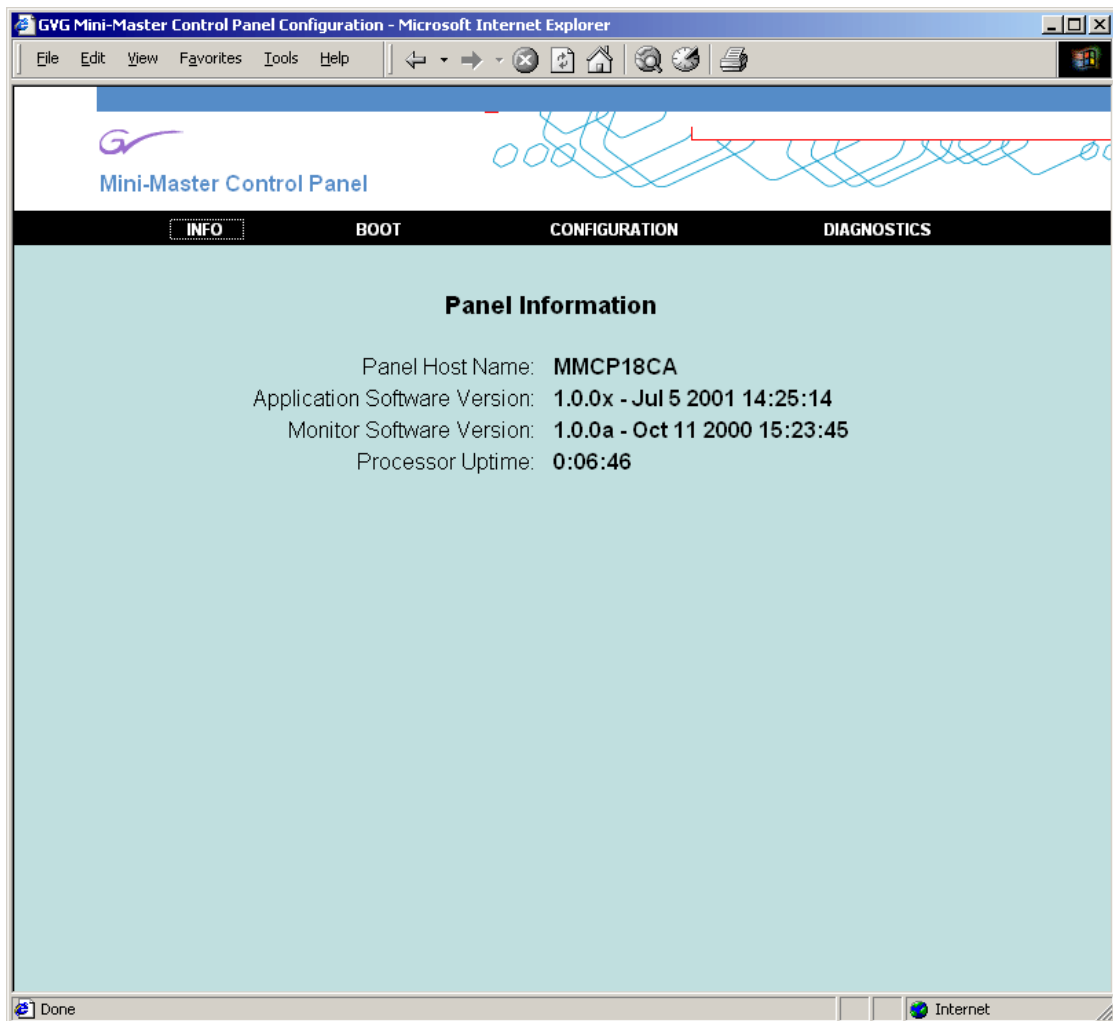 GVG Mini-Master Control Panel Configuration - Microsoft Internet Explorer
File Edit View Favorites Tools Help
Mini-Master Control Panel
INFO BOOT CONFIGURATION DIAGNOSTICS
Panel Information
Panel Host Name: MMCP18CA
Application Software Version: 1.0.0x - Jul 5 2001 14:25:14
Monitor Software Version: 1.0.0a - Oct 11 2000 15:23:45
Processor Uptime: 0:06:46
Done Internet